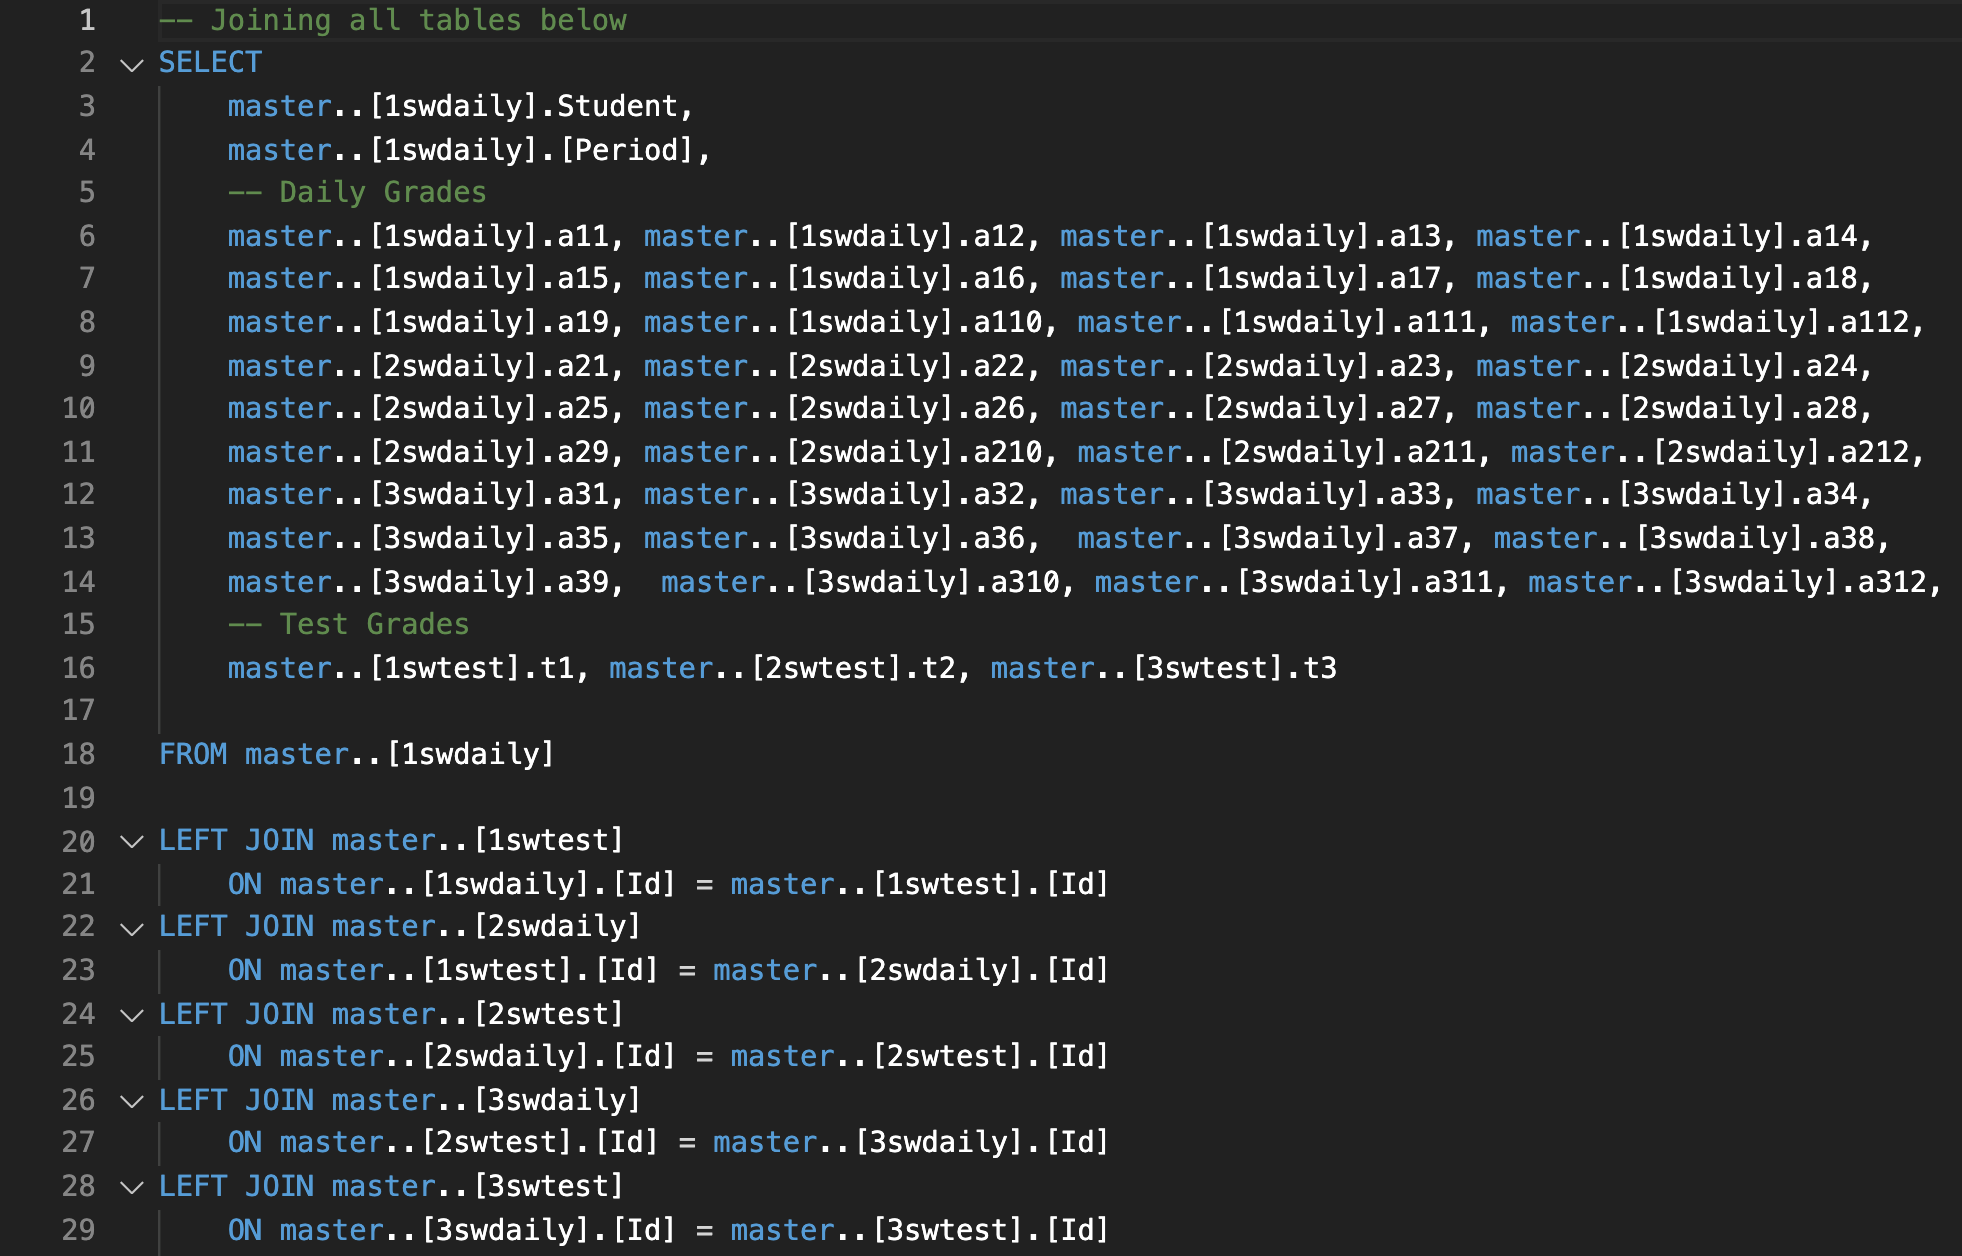 1 -- Joining all tables below
2 SELECT
3 master..[1swdaily].Student,
4 master..[1swdaily].[Period],
5 -- Daily Grades
6 master..[1swdaily].a11, master..[1swdaily].a12, master..[1swdaily].a13, master..[1swdaily].a14,
7 master..[1swdaily].a15, master..[1swdaily].a16, master..[1swdaily].a17, master..[1swdaily].a18,
8 master..[1swdaily].a19, master..[1swdaily].a110, master..[1swdaily].a111, master..[1swdaily].a112,
9 master..[2swdaily].a21, master..[2swdaily].a22, master..[2swdaily].a23, master..[2swdaily].a24,
10 master..[2swdaily].a25, master..[2swdaily].a26, master..[2swdaily].a27, master..[2swdaily].a28,
11 master..[2swdaily].a29, master..[2swdaily].a210, master..[2swdaily].a211, master..[2swdaily].a212,
12 master..[3swdaily].a31, master..[3swdaily].a32, master..[3swdaily].a33, master..[3swdaily].a34,
13 master..[3swdaily].a35, master..[3swdaily].a36,  master..[3swdaily].a37, master..[3swdaily].a38,
14 master..[3swdaily].a39,  master..[3swdaily].a310, master..[3swdaily].a311, master..[3swdaily].a312,
15 -- Test Grades
16 master..[1swtest].t1, master..[2swtest].t2, master..[3swtest].t3
17
18 FROM master..[1swdaily]
19
20 LEFT JOIN master..[1swtest]
21 ON master..[1swdaily].[Id] = master..[1swtest].[Id]
22 LEFT JOIN master..[2swdaily]
23 ON master..[1swtest].[Id] = master..[2swdaily].[Id]
24 LEFT JOIN master..[2swtest]
25 ON master..[2swdaily].[Id] = master..[2swtest].[Id]
26 LEFT JOIN master..[3swdaily]
27 ON master..[2swtest].[Id] = master..[3swdaily].[Id]
28 LEFT JOIN master..[3swtest]
29 ON master..[3swdaily].[Id] = master..[3swtest].[Id]